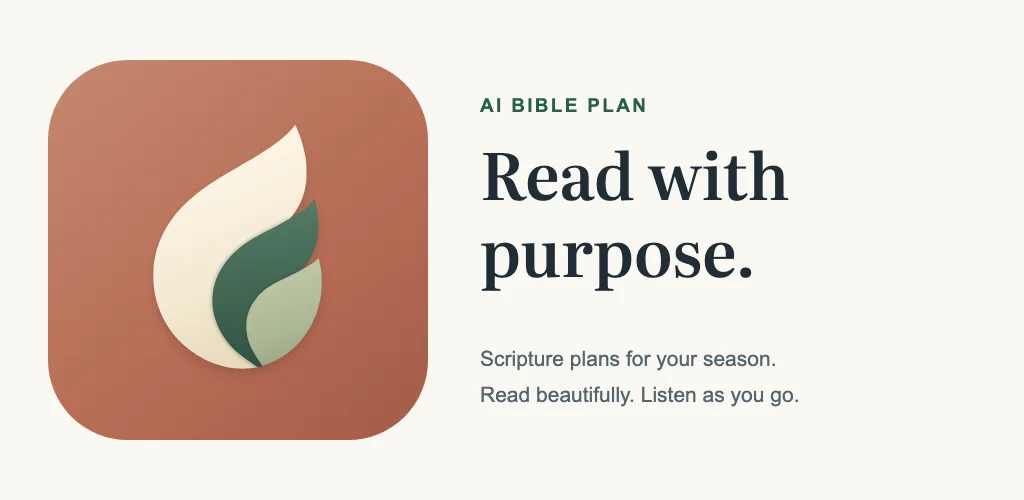 AI BIBLE PLAN
Read with
purpose.
Scripture plans for your season.
Read beautifully. Listen as you go.